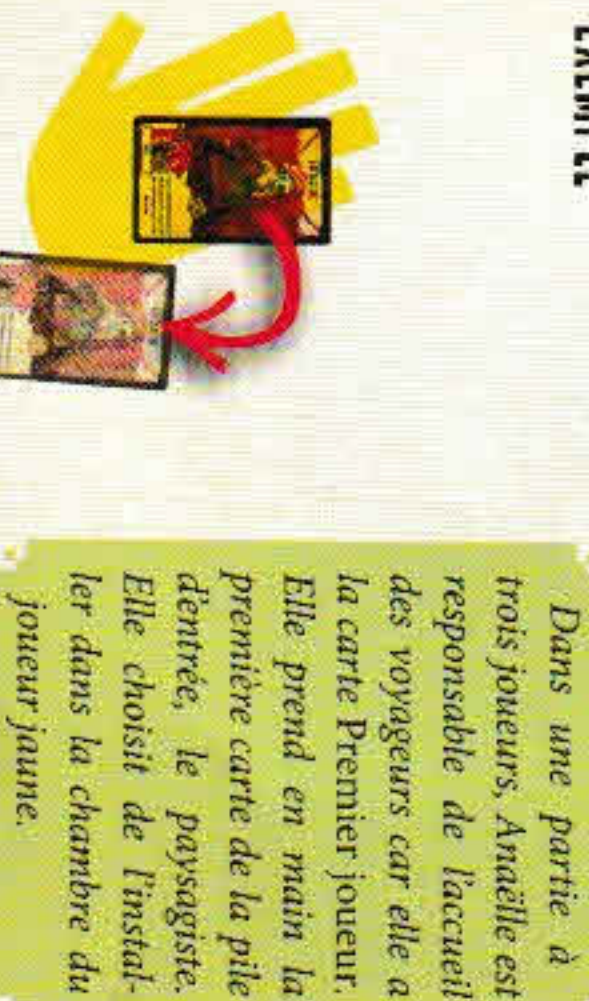 EXEMPLE
Dans une partie à
trois joueurs, Anaëlle est
responsable de l'accueil
des voyageurs car elle a
la carte Premier joueur.
Elle prend en main la
première carte de la pile
d'entrée, le paysagiste.
Elle choisit de l'instal-
ler dans la chambre du
joueur jaune.